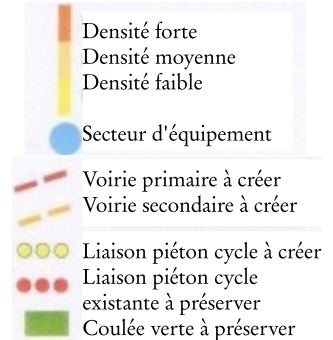 Densité forte
Densité moyenne
Densité faible
Secteur d'équipement
Voirie primaire à créer
Voirie secondaire à créer
Liaison piéton cycle à créer
Liaison piéton cycle
existante à préserver
Coulée verte à préserver